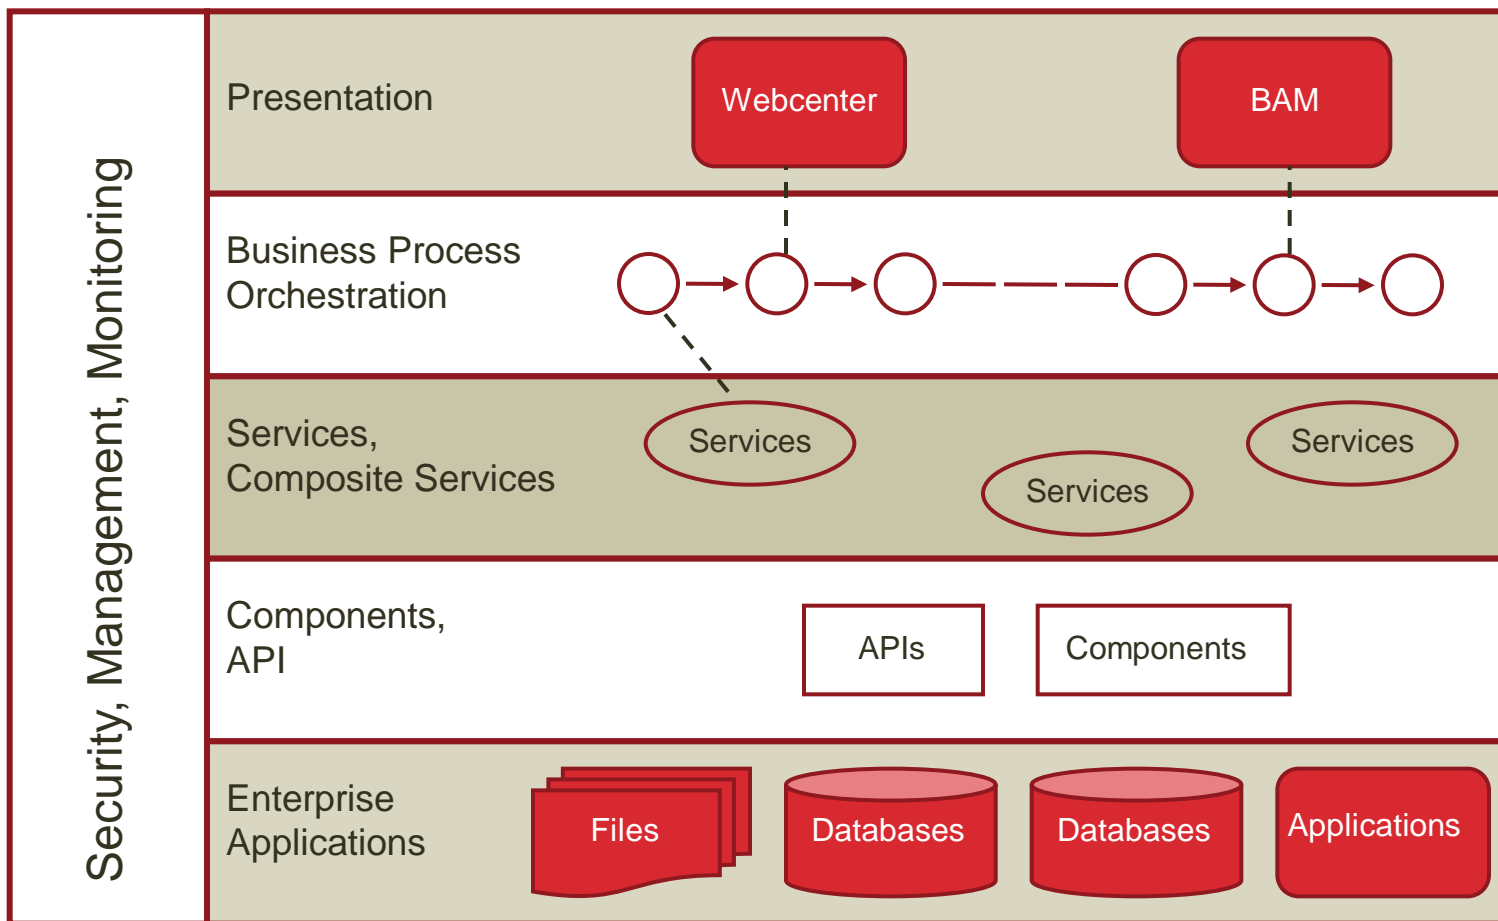 Security, Management, Monitoring
Presentation
Webcenter
BAM
Business Process
Orchestration
Services,
Composite Services
Services
Services
Services
Components,
API
APIs
Components
Enterprise
Applications
Files
Databases
Databases
Applications